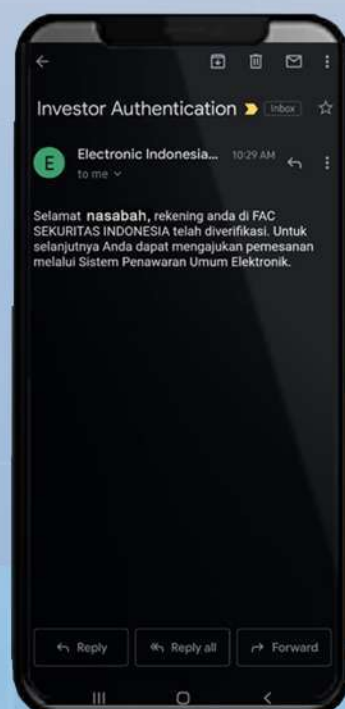 Investor Authentication Inbox
E
Electronic Indonesia... 10:29 AM
to me
Selamat nasabah, rekening anda di FAC
SEKURITAS INDONESIA telah diverifikasi. Untuk
selanjutnya Anda dapat mengajukan pemesanan
melalui Sistem Penawaran Umum Elektronik.
Reply Reply all Forward